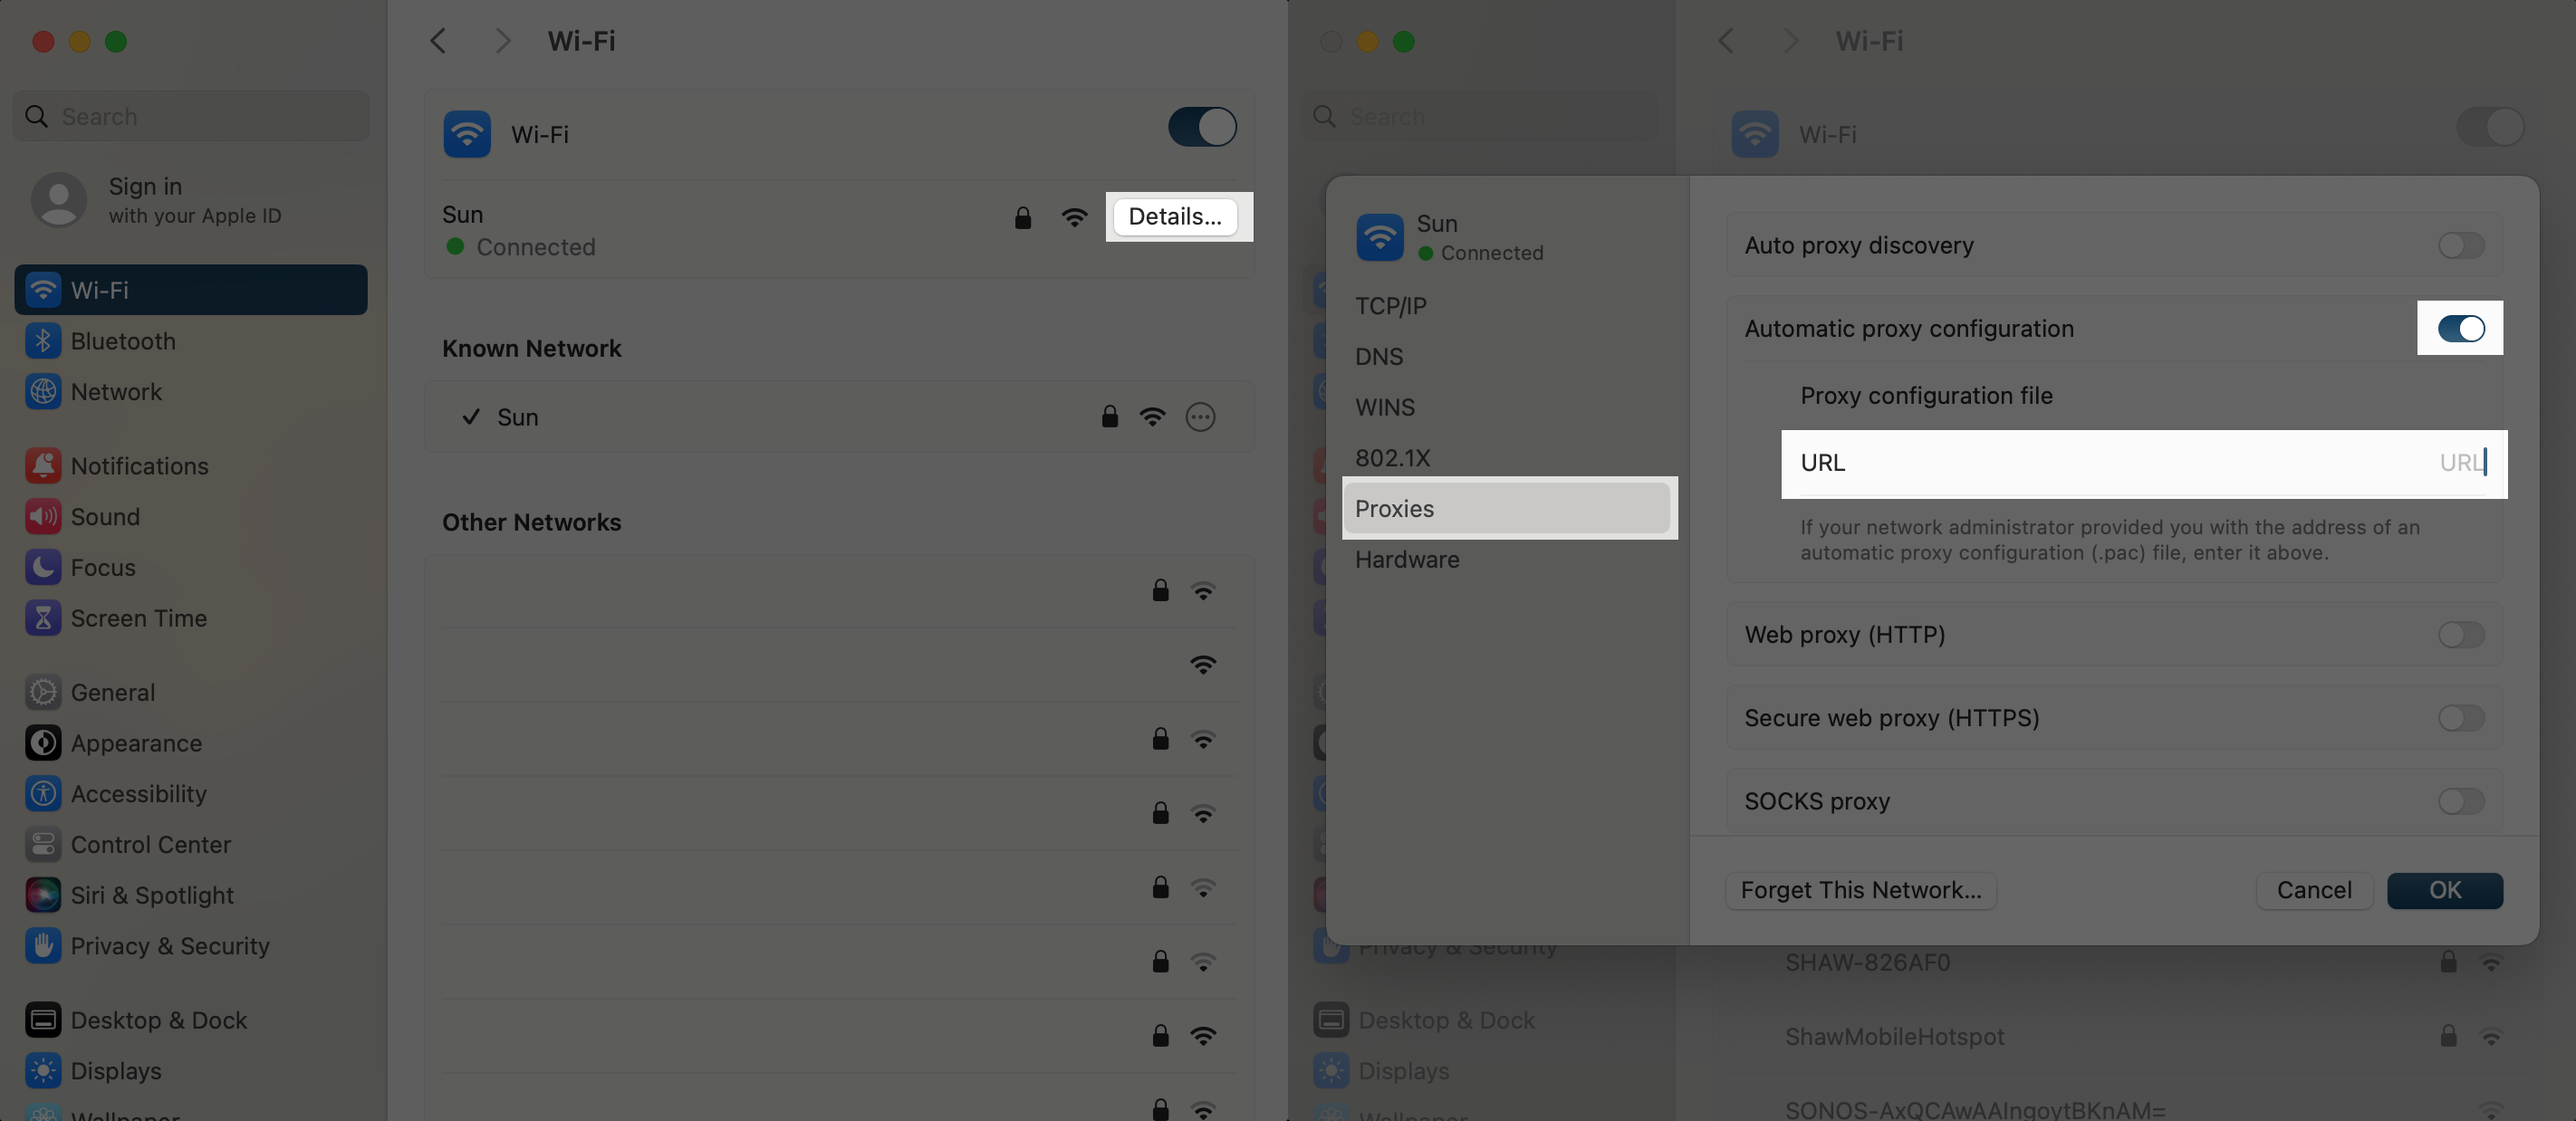 Wi-Fi
Search
Sign in
with your Apple ID
Wi-Fi
Bluetooth
Network
Notifications
Sound
Focus
Screen Time
General
Appearance
Accessibility
Control Center
Siri & Spotlight
Privacy & Security
Desktop & Dock
Displays
Wallpaper
Wi-Fi
Sun
Connected
Details...
Known Network
Sun
Other Networks
Wi-Fi
Search
Wi-Fi
Sun
Connected
TCP/IP
DNS
WINS
802.1X
Proxies
Hardware
Auto proxy discovery
Automatic proxy configuration
Proxy configuration file
URL URL
If your network administrator provided you with the address of an
automatic proxy configuration (.pac) file, enter it above.
Web proxy (HTTP)
Secure web proxy (HTTPS)
SOCKS proxy
Forget This Network... Cancel OK
Privacy & Security
Desktop & Dock
Displays
Wallpaper
SHAW-826AF0
ShawMobileHotspot